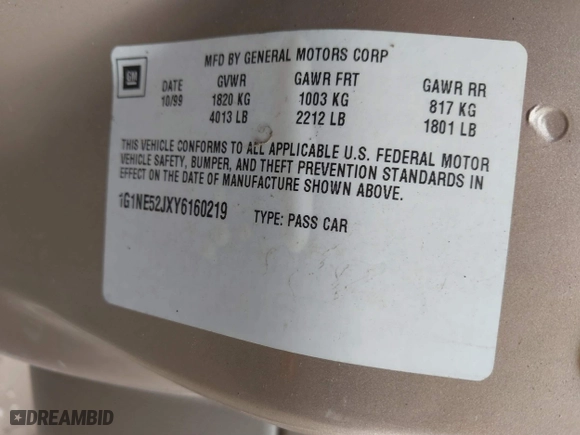 MFD BY GENERAL MOTORS CORP
GM
DATE GVWR GAWR FRT GAWR RR
10/99 1820 KG 1003 KG 817 KG
4013 LB 2212 LB 1801 LB
THIS VEHICLE CONFORMS TO ALL APPLICABLE U.S. FEDERAL MOTOR
VEHICLE SAFETY, BUMPER, AND THEFT PREVENTION STANDARDS IN
EFFECT ON THE DATE OF MANUFACTURE SHOWN ABOVE.
1G1NE52JXY6160219 TYPE: PASS CAR
DREAMBID